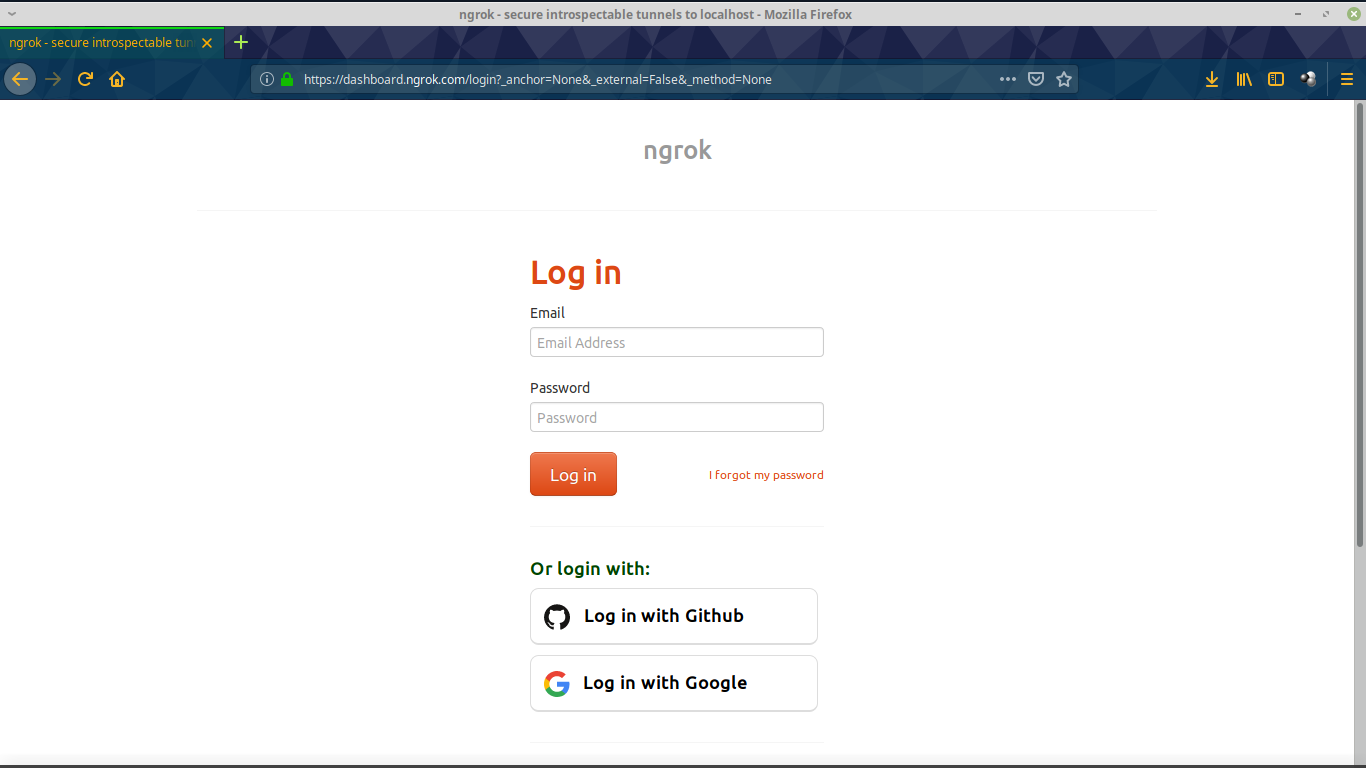 ngrok - secure introspectable tunnels to localhost - Mozilla Firefox
ngrok - secure introspectable tun
https://dashboard.ngrok.com/login?_anchor=None&_external=False&_method=None
ngrok
Log in
Email
Email Address
Password
Password
Log in
I forgot my password
Or login with:
Log in with Github
Log in with Google